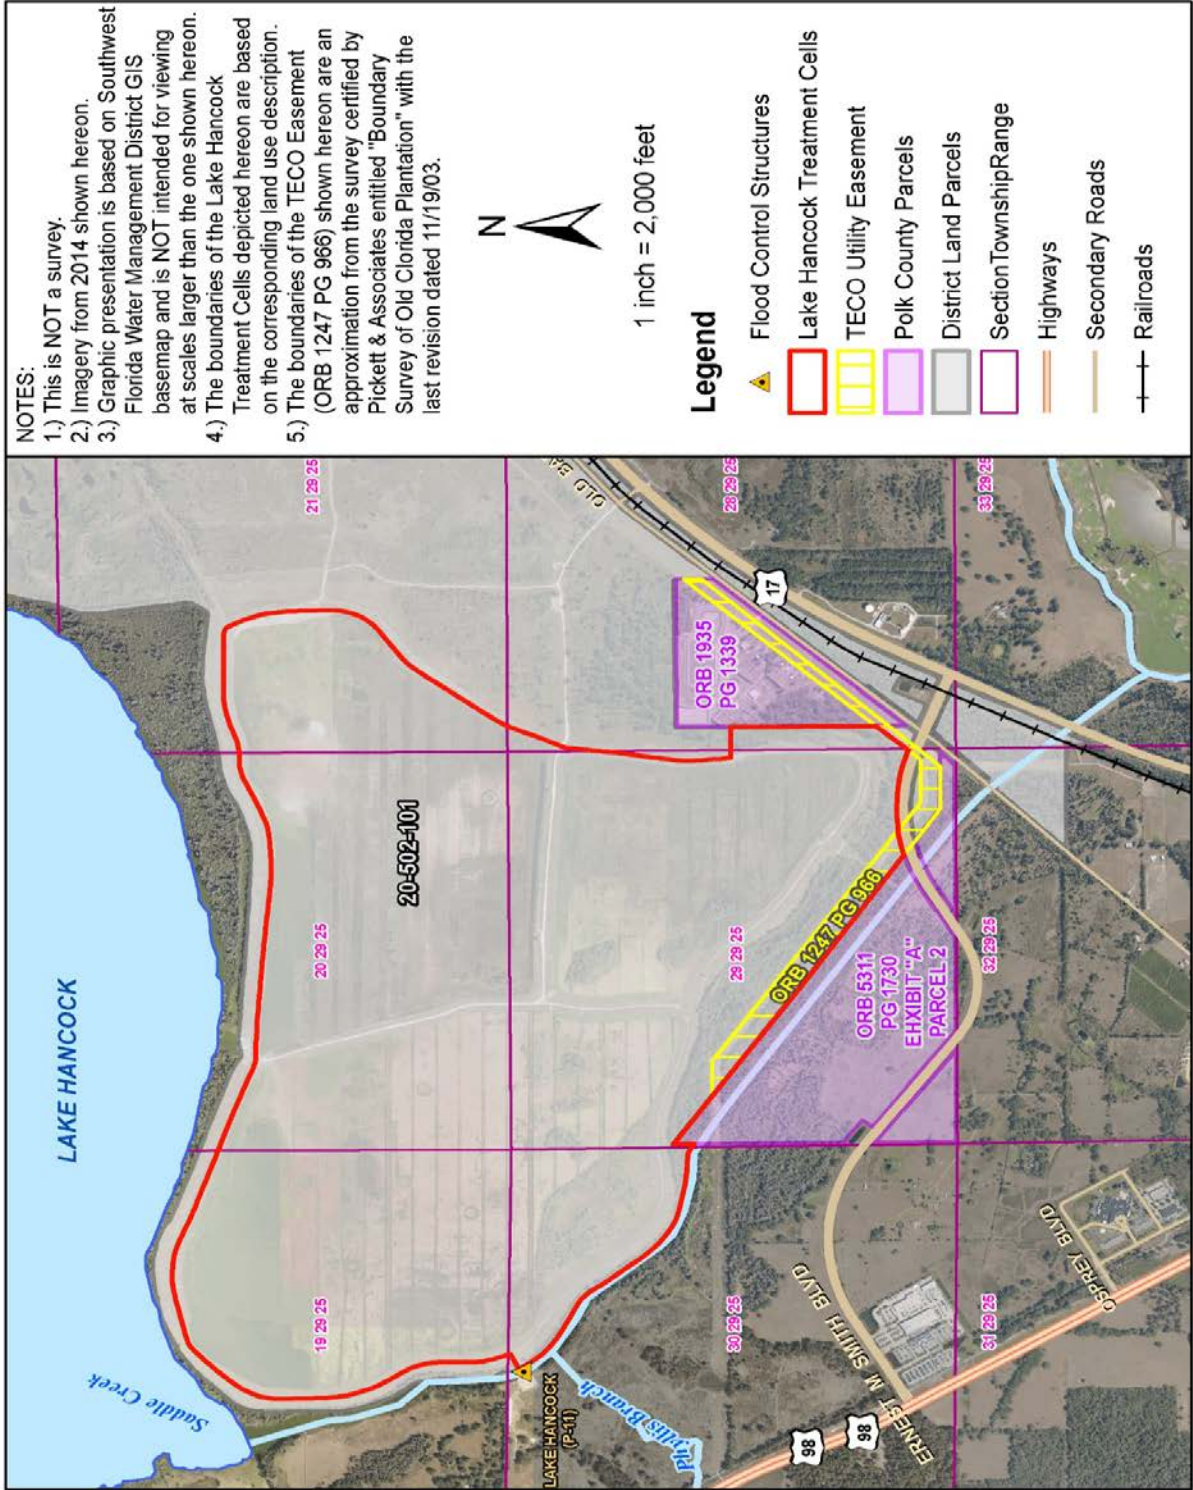 NOTES:
1.) This is NOT a survey.
2.) Imagery from 2014 shown hereon.
3.) Graphic presentation is based on Southwest
Florida Water Management District GIS
basemap and is NOT intended for viewing
at scales larger than the one shown hereon.
4.) The boundaries of the Lake Hancock
Treatment Cells depicted hereon are based
on the corresponding land use description.
5.) The boundaries of the TECO Easement
(ORB 1247 PG 966) shown hereon are an
approximation from the survey certified by
Pickett & Associates entitled "Boundary
Survey of Old Clorida Plantation" with the
last revision dated 11/19/03.
N
1 inch = 2,000 feet
Legend
Flood Control Structures
Lake Hancock Treatment Cells
TECO Utility Easement
Polk County Parcels
District Land Parcels
SectionTownshipRange
Highways
Secondary Roads
Railroads
LAKE HANCOCK
Saddle Creek
19 29 25
20 29 25
21 29 25
20-502-101
LAKE HANCOCK
(P-11)
Phyllis Branch
30 29 25
29 29 25
28 29 25
OLD BA
ORB 1935
PG 1339
17
ORB 1247 PG 966
ORB 5311
PG 1730
EHXIBIT "A"
PARCEL 2
ERNEST M SMITH BLVD
98
98
31 29 25
32 29 25
33 29 25
OSPREY BLVD